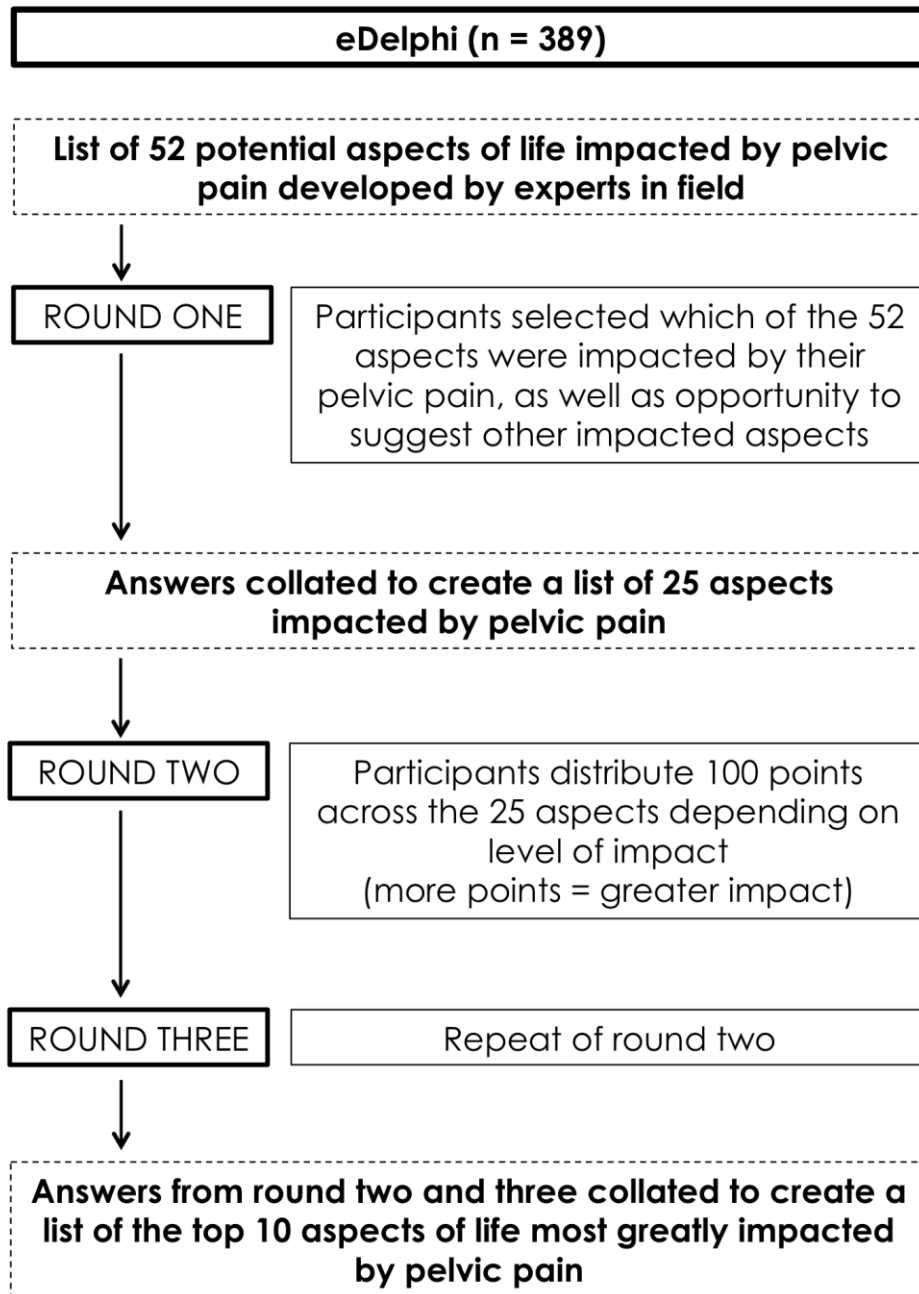 eDelphi (n = 389)
List of 52 potential aspects of life impacted by pelvic
pain developed by experts in field
ROUND ONE
Participants selected which of the 52
aspects were impacted by their
pelvic pain, as well as opportunity to
suggest other impacted aspects
Answers collated to create a list of 25 aspects
impacted by pelvic pain
ROUND TWO
Participants distribute 100 points
across the 25 aspects depending on
level of impact
(more points = greater impact)
ROUND THREE
Repeat of round two
Answers from round two and three collated to create a
list of the top 10 aspects of life most greatly impacted
by pelvic pain